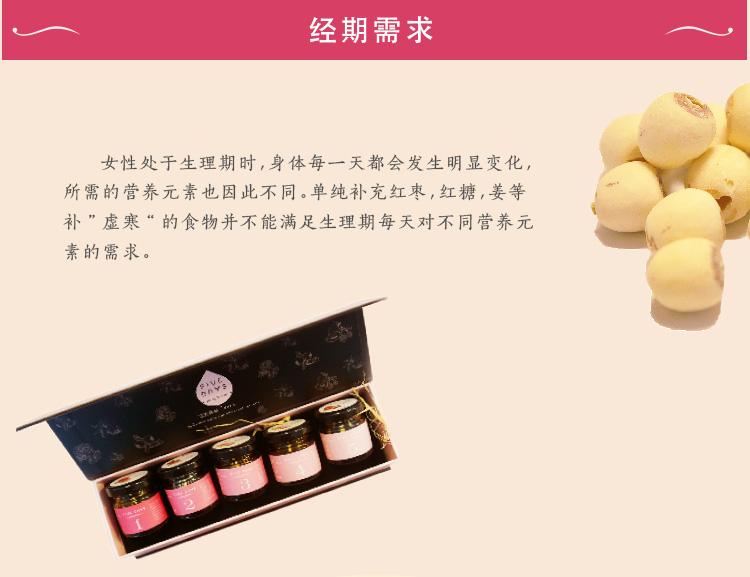 经期需求
女性处于生理期时,身体每一天都会发生明显变化,
所需的营养元素也因此不同。单纯补充红枣,红糖,姜等
补”虚寒“的食物并不能满足生理期每天对不同营养元
素的需求。
FIVE
DAYS
1
2
3
4